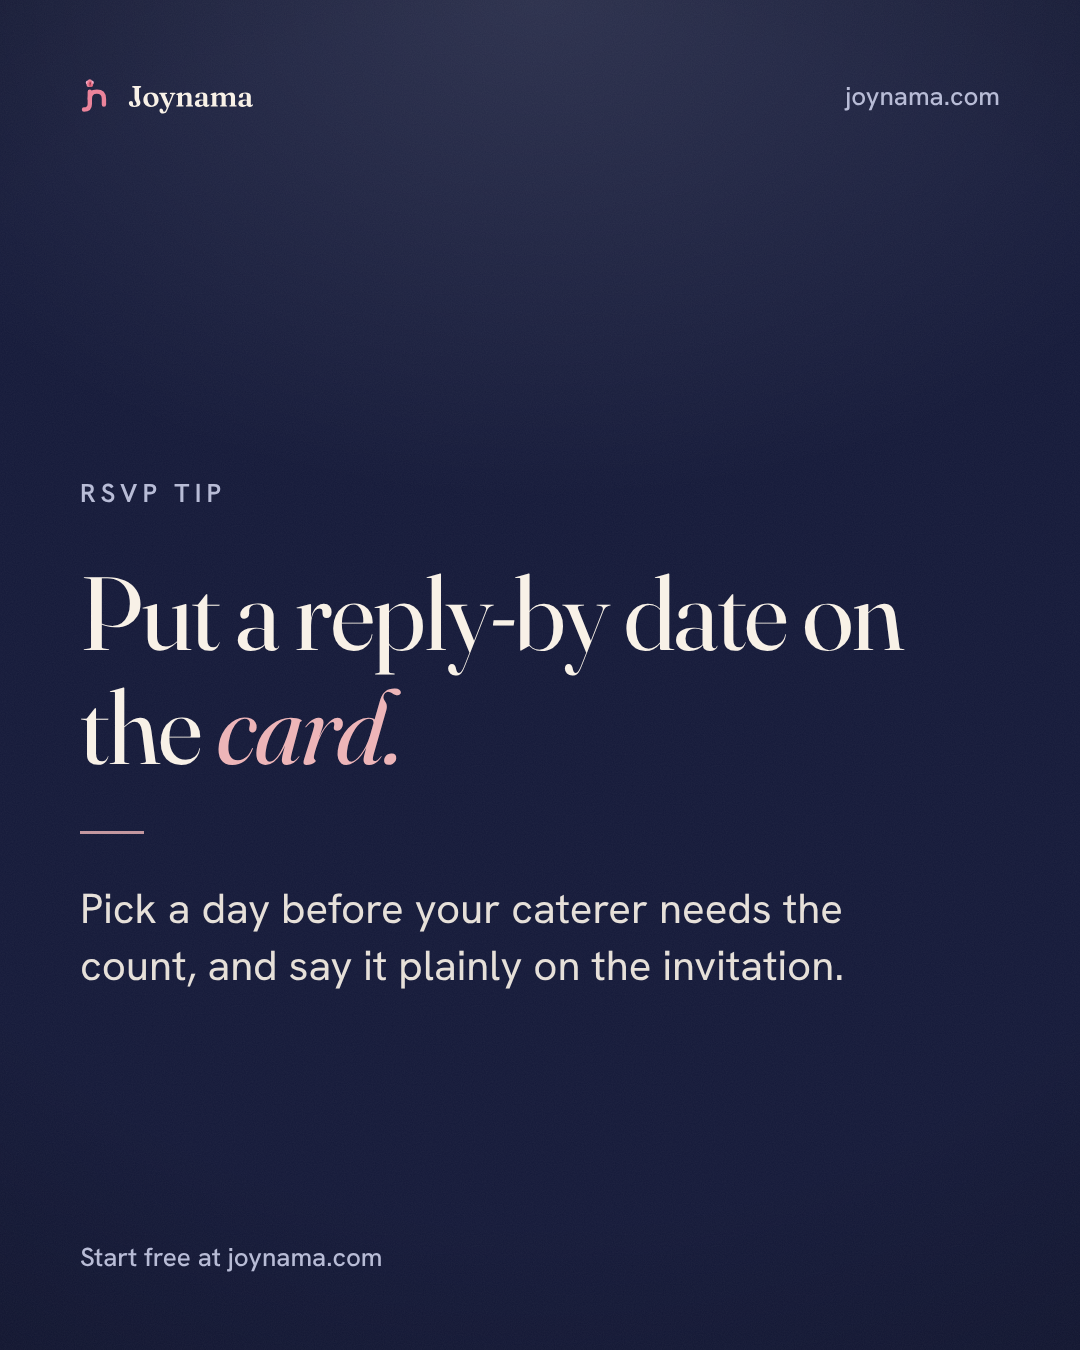 Joynama
joynama.com
RSVP TIP
Put a reply-by date on
the card.
Pick a day before your caterer needs the
count, and say it plainly on the invitation.
Start free at joynama.com